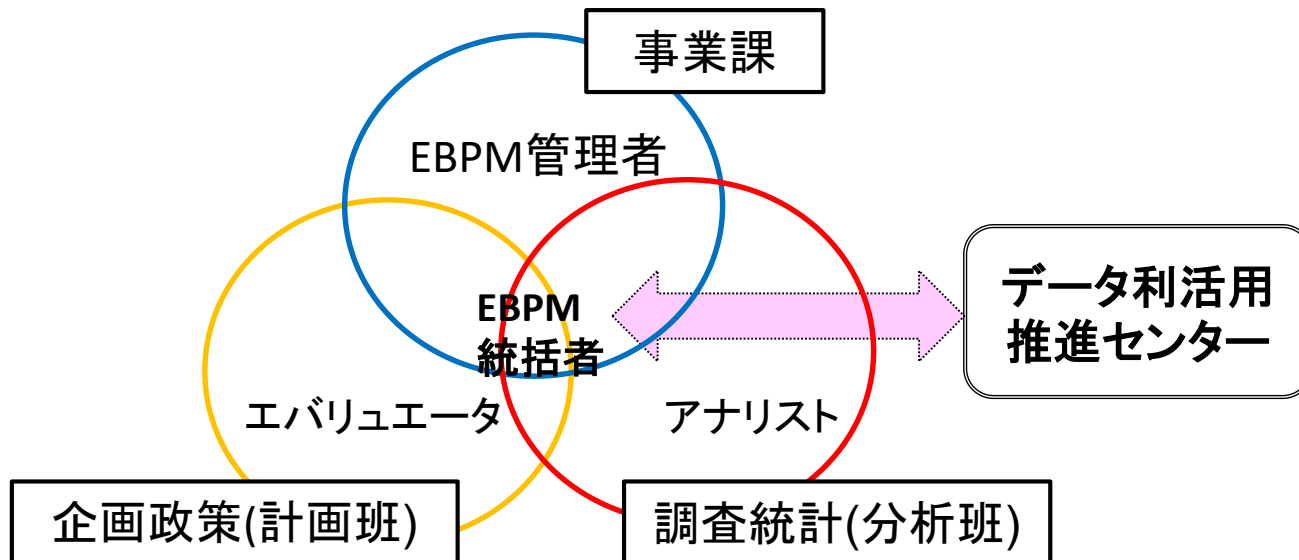 事業課
EBPM管理者
EBPM
統括者
データ利活用
推進センター
エバリュエータ
アナリスト
企画政策(計画班)
調査統計(分析班)